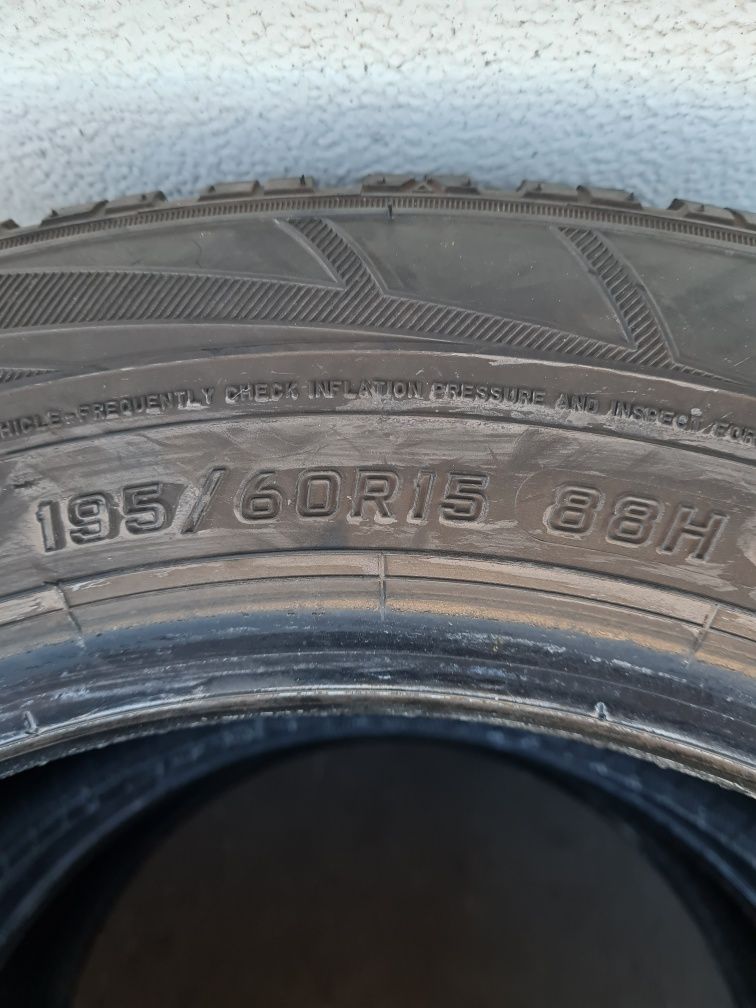 FREQUENTLY CHECK INFLATION PRESSURE AND INSPECT FOR
195/60R15 88H